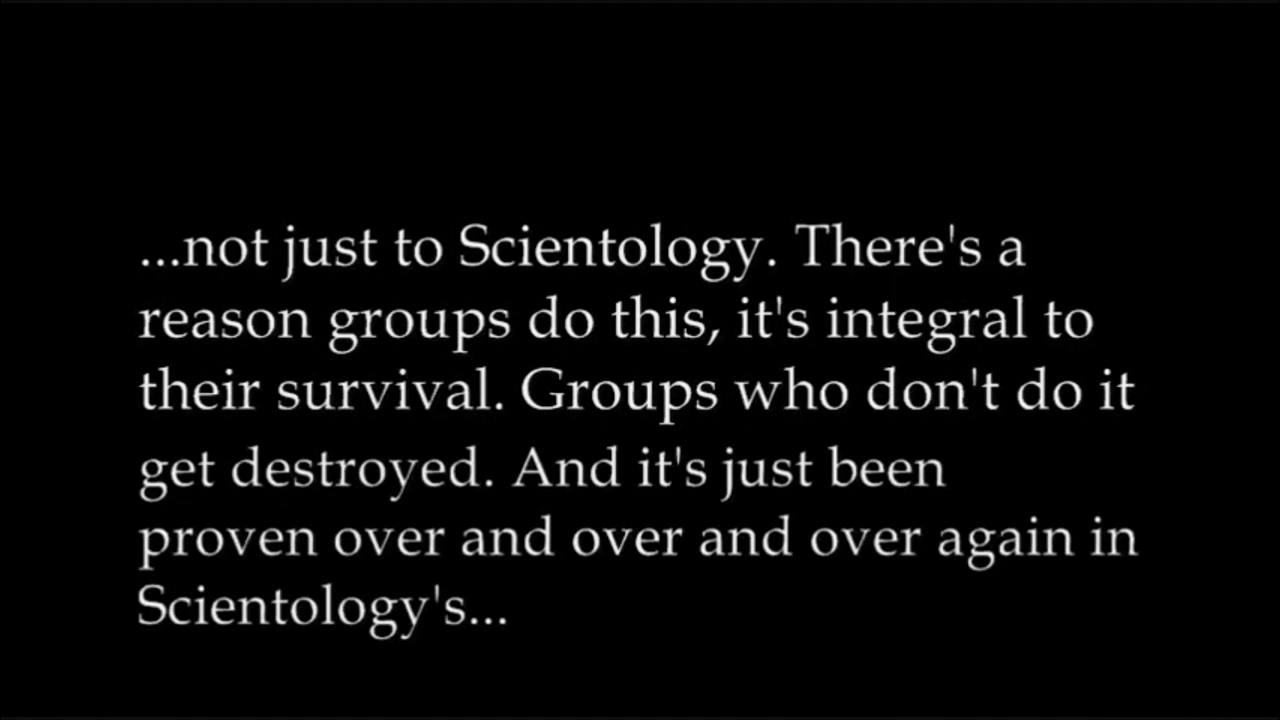 ...not just to Scientology. There's a
reason groups do this, it's integral to
their survival. Groups who don't do it
get destroyed. And it's just been
proven over and over and over again in
Scientology's...